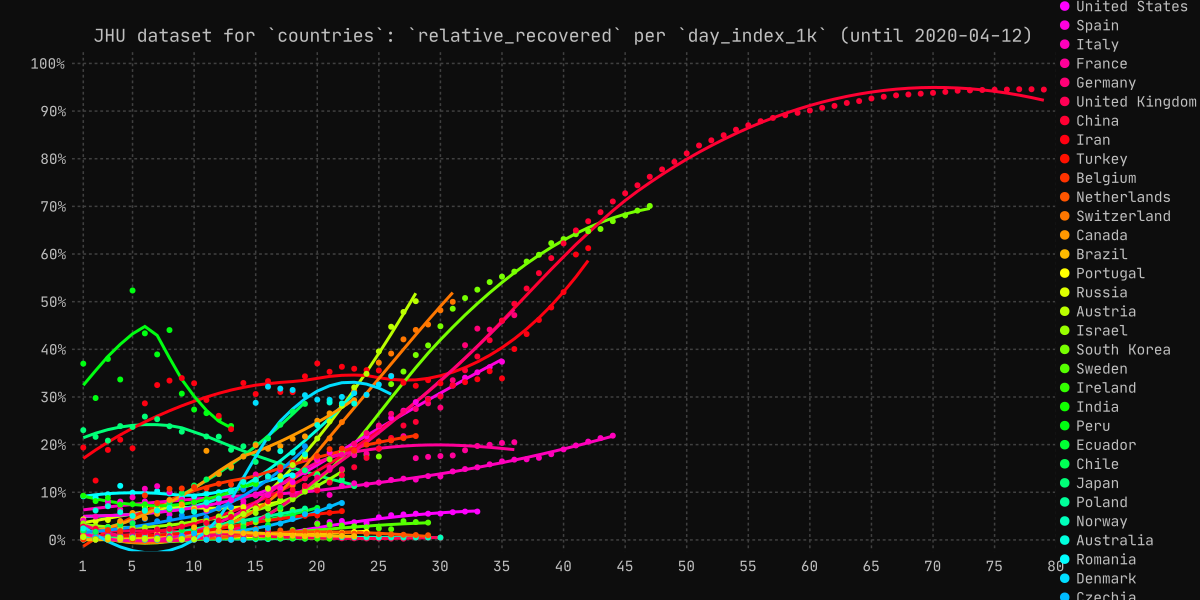 JHU dataset for `countries`: `relative_recovered` per `day_index_1k` (until 2020-04-12)
100%
90%
80%
70%
60%
50%
40%
30%
20%
10%
0%
1 5 10 15 20 25 30 35 40 45 50 55 60 65 70 75 80
United States
Spain
Italy
France
Germany
United Kingdom
China
Iran
Turkey
Belgium
Netherlands
Switzerland
Canada
Brazil
Portugal
Russia
Austria
Israel
South Korea
Sweden
Ireland
India
Peru
Ecuador
Chile
Japan
Poland
Norway
Australia
Romania
Denmark
Czechia